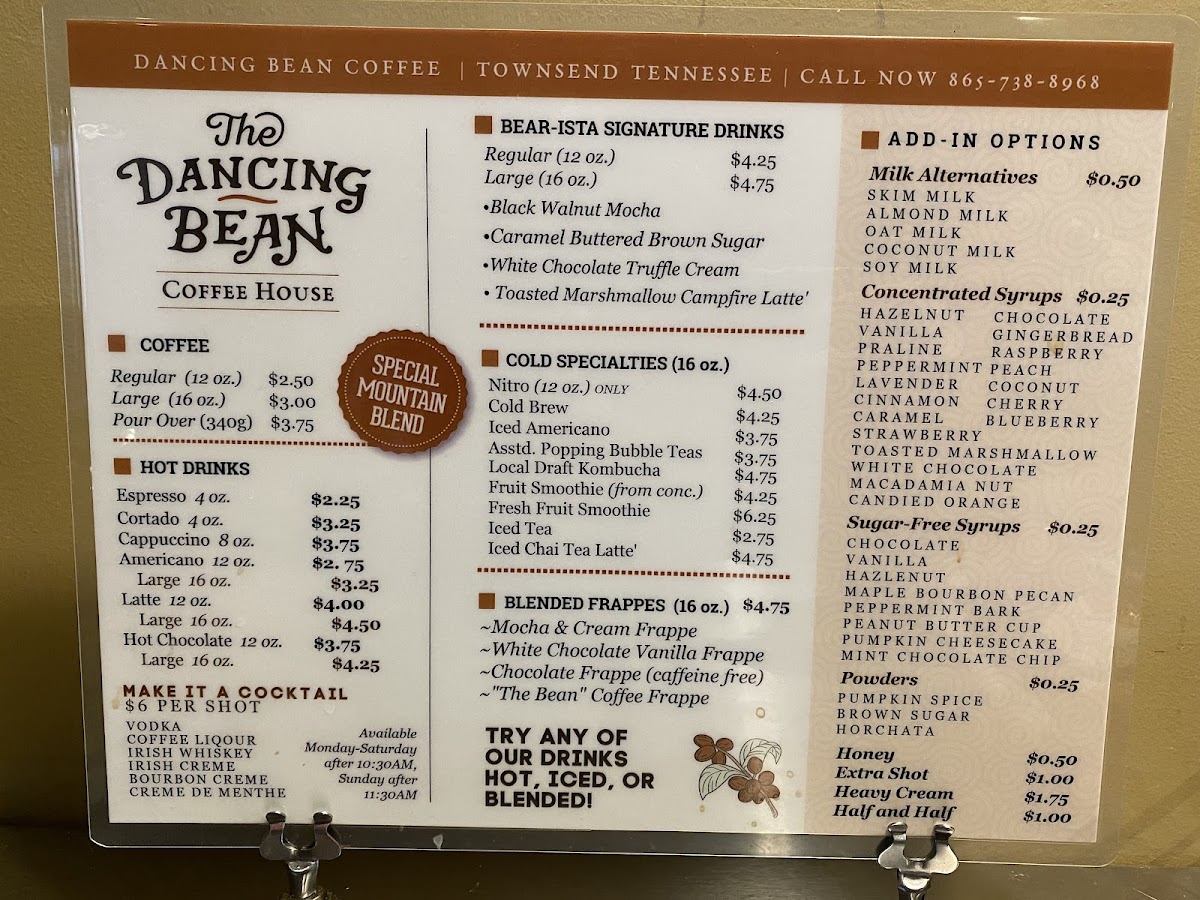 DANCING BEAN COFFEE | TOWNSEND TENNESSEE | CALL NOW 865-738-8968
The
DANCING
BEAN
COFFEE HOUSE
COFFEE
Regular (12 oz.) $2.50
Large (16 oz.) $3.00
Pour Over (340g) $3.75
SPECIAL
MOUNTAIN
BLEND
HOT DRINKS
Espresso 4 oz. $2.25
Cortado 4 oz. $3.25
Cappuccino 8 oz. $3.75
Americano 12 oz. $2. 75
Large 16 oz. $3.25
Latte 12 oz. $4.00
Large 16 oz. $4.50
Hot Chocolate 12 oz. $3.75
Large 16 oz. $4.25
MAKE IT A COCKTAIL
$6 PER SHOT
VODKA
COFFEE LIQOUR
IRISH WHISKEY
IRISH CREME
BOURBON CREME
CREME DE MENTHE
Available
Monday-Saturday
after 10:30AM,
Sunday after
11:30AM
BEAR-ISTA SIGNATURE DRINKS
Regular (12 oz.) $4.25
Large (16 oz.) $4.75
•Black Walnut Mocha
•Caramel Buttered Brown Sugar
•White Chocolate Truffle Cream
• Toasted Marshmallow Campfire Latte'
COLD SPECIALTIES (16 oz.)
Nitro (12 oz.) ONLY $4.50
Cold Brew $4.25
Iced Americano $3.75
Asstd. Popping Bubble Teas $3.75
Local Draft Kombucha $4.75
Fruit Smoothie (from conc.) $4.25
Fresh Fruit Smoothie $6.25
Iced Tea $2.75
Iced Chai Tea Latte' $4.75
BLENDED FRAPPES (16 oz.) $4.75
~Mocha & Cream Frappe
~White Chocolate Vanilla Frappe
~Chocolate Frappe (caffeine free)
~"The Bean" Coffee Frappe
TRY ANY OF
OUR DRINKS
HOT, ICED, OR
BLENDED!
ADD-IN OPTIONS
Milk Alternatives $0.50
SKIM MILK
ALMOND MILK
OAT MILK
COCONUT MILK
SOY MILK
Concentrated Syrups $0.25
HAZELNUT CHOCOLATE
VANILLA GINGERBREAD
PRALINE RASPBERRY
PEPPERMINT PEACH
LAVENDER COCONUT
CINNAMON CHERRY
CARAMEL BLUEBERRY
STRAWBERRY
TOASTED MARSHMALLOW
WHITE CHOCOLATE
MACADAMIA NUT
CANDIED ORANGE
Sugar-Free Syrups $0.25
CHOCOLATE
VANILLA
HAZLENUT
MAPLE BOURBON PECAN
PEPPERMINT BARK
PEANUT BUTTER CUP
PUMPKIN CHEESECAKE
MINT CHOCOLATE CHIP
Powders $0.25
PUMPKIN SPICE
BROWN SUGAR
HORCHATA
Honey $0.50
Extra Shot $1.00
Heavy Cream $1.75
Half and Half $1.00